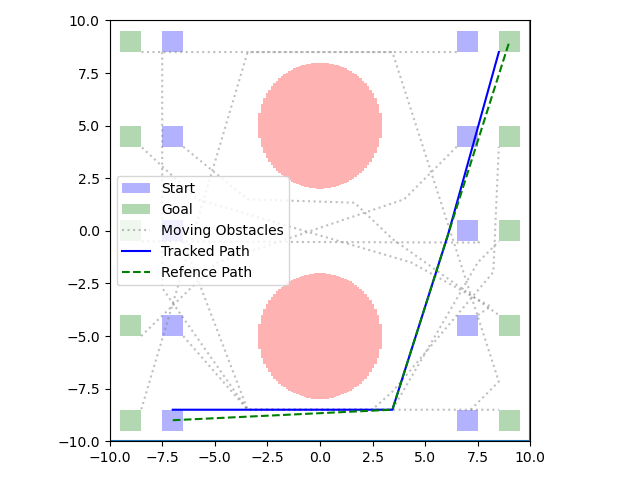 10.0
7.5
5.0
2.5
0.0
−2.5
−5.0
−7.5
−10.0
Start
Goal
Moving Obstacles
Tracked Path
Refence Path
−10.0 −7.5 −5.0 −2.5 0.0 2.5 5.0 7.5 10.0